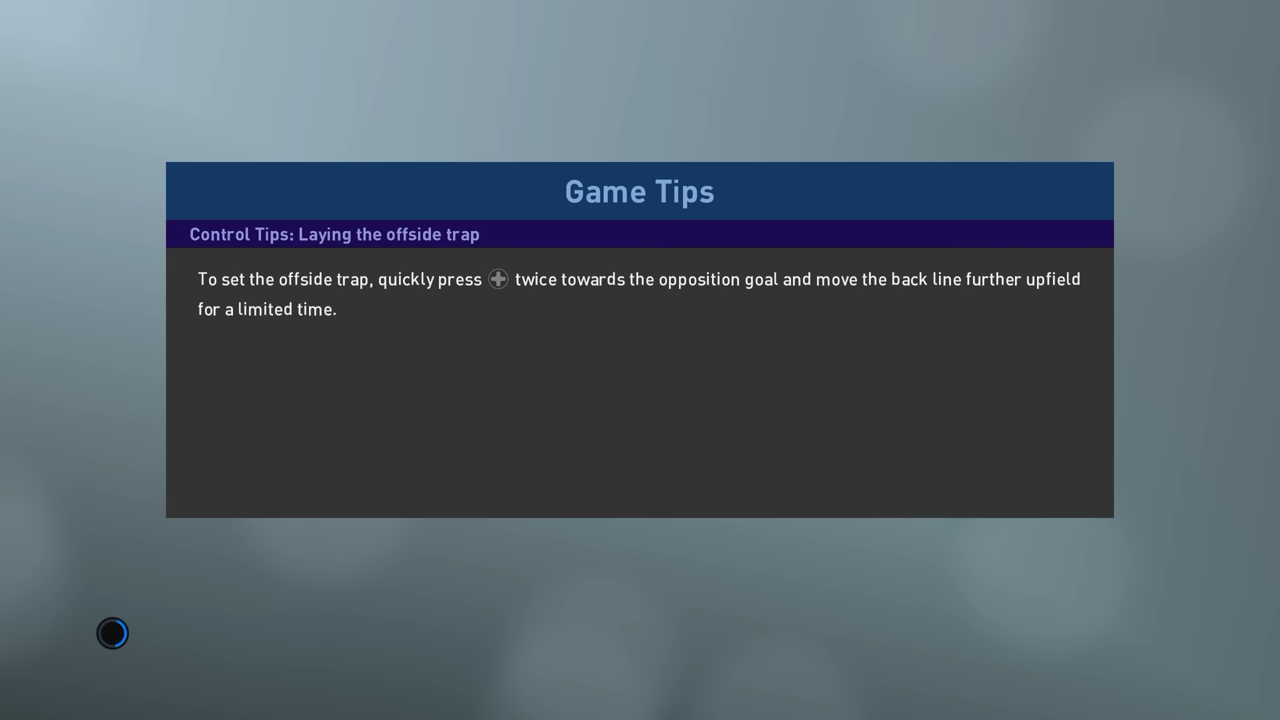 Game Tips
Control Tips: Laying the offside trap
To set the offside trap, quickly press twice towards the opposition goal and move the back line further upfield
for a limited time.